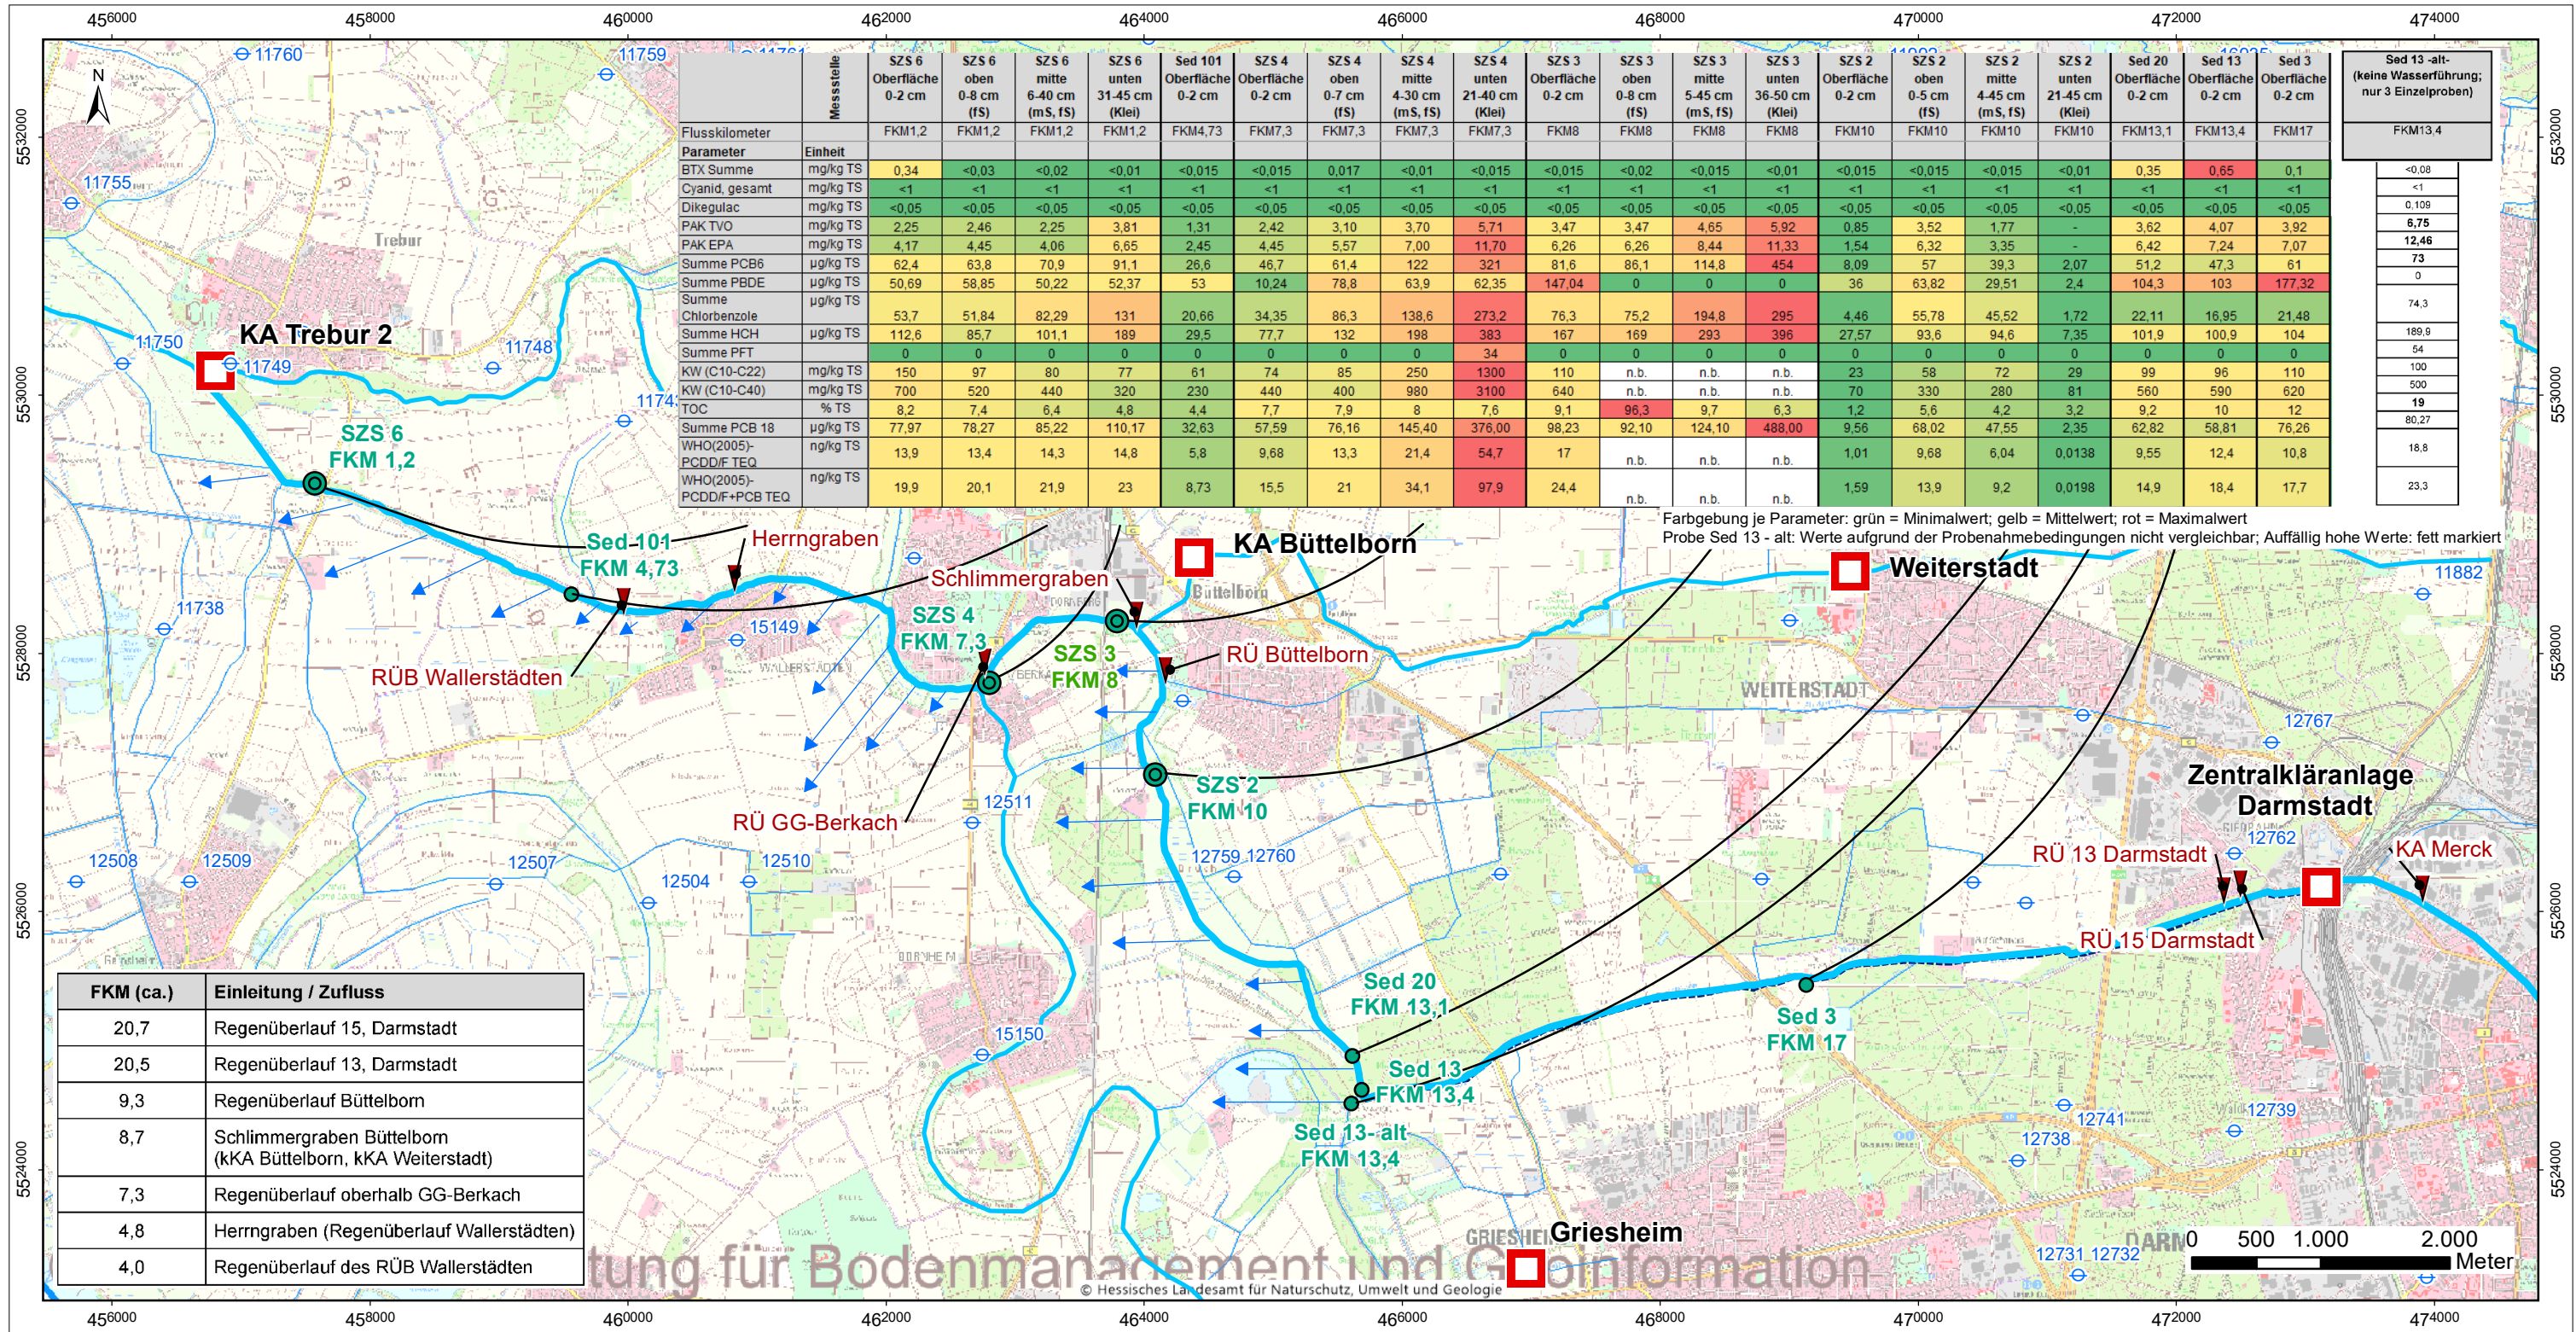 456000 458000 460000 462000 464000 466000 468000 470000 472000 474000
N
11760
11759
11755
Trebur
Messstelle
SZS 6 Oberfläche 0-2 cm
SZS 6 oben 0-8 cm (fS)
SZS 6 mitte 6-40 cm (mS, fS)
SZS 6 unten 31-45 cm (Klei)
Sed 101 Oberfläche 0-2 cm
SZS 4 Oberfläche 0-2 cm
SZS 4 oben 0-7 cm (fS)
SZS 4 mitte 4-30 cm (mS, fS)
SZS 4 unten 21-40 cm (Klei)
SZS 3 Oberfläche 0-2 cm
SZS 3 oben 0-8 cm (fS)
SZS 3 mitte 5-45 cm (mS, fS)
SZS 3 unten 36-50 cm (Klei)
SZS 2 Oberfläche 0-2 cm
SZS 2 oben 0-5 cm (fS)
SZS 2 mitte 4-45 cm (mS, fS)
SZS 2 unten 21-45 cm (Klei)
Sed 20 Oberfläche 0-2 cm
Sed 13 Oberfläche 0-2 cm
Sed 3 Oberfläche 0-2 cm
Flusskilometer FKM1,2 FKM1,2 FKM1,2 FKM1,2 FKM4,73 FKM7,3 FKM7,3 FKM7,3 FKM7,3 FKM8 FKM8 FKM8 FKM8 FKM10 FKM10 FKM10 FKM10 FKM13,1 FKM13,4 FKM17
Parameter Einheit
BTX Summe mg/kg TS 0,34 <0,03 <0,02 <0,01 <0,015 <0,015 0,017 <0,01 <0,015 <0,015 <0,02 <0,015 <0,01 <0,015 <0,015 <0,015 <0,01 0,35 0,65 0,1
Cyanid, gesamt mg/kg TS <1 <1 <1 <1 <1 <1 <1 <1 <1 <1 <1 <1 <1 <1 <1 <1 <1 <1 <1 <1
Dikegulac mg/kg TS <0,05 <0,05 <0,05 <0,05 <0,05 <0,05 <0,05 <0,05 <0,05 <0,05 <0,05 <0,05 <0,05 <0,05 <0,05 <0,05 <0,05 <0,05 <0,05 <0,05
PAK TVO mg/kg TS 2,25 2,46 2,25 3,81 1,31 2,42 3,10 3,70 5,71 3,47 3,47 4,65 5,92 0,85 3,52 1,77 - 3,62 4,07 3,92
PAK EPA mg/kg TS 4,17 4,45 4,06 6,65 2,45 4,45 5,57 7,00 11,70 6,26 6,26 8,44 11,33 1,54 6,32 3,35 - 6,42 7,24 7,07
Summe PCB6 µg/kg TS 62,4 63,8 70,9 91,1 26,6 46,7 61,4 122 321 81,6 86,1 114,8 454 8,09 57 39,3 2,07 51,2 47,3 61
Summe PBDE µg/kg TS 50,69 58,85 50,22 52,37 53 10,24 78,8 63,9 62,35 147,04 0 0 0 36 63,82 29,51 2,4 104,3 103 177,32
Summe Chlorbenzole µg/kg TS 53,7 51,84 82,29 131 20,66 34,35 86,3 138,6 273,2 76,3 75,2 194,8 295 4,46 55,78 45,52 1,72 22,11 16,95 21,48
Summe HCH µg/kg TS 112,6 85,7 101,1 189 29,5 77,7 132 198 383 167 169 293 396 27,57 93,6 94,6 7,35 101,9 100,9 104
Summe PFT 0 0 0 0 0 0 0 0 34 0 0 0 0 0 0 0 0 0 0 0
KW (C10-C22) mg/kg TS 150 97 80 77 61 74 85 250 1300 110 n.b. n.b. n.b. 23 58 72 29 99 96 110
KW (C10-C40) mg/kg TS 700 520 440 320 230 440 400 980 3100 640 n.b. n.b. n.b. 70 330 280 81 560 590 620
TOC % TS 8,2 7,4 6,4 4,8 4,4 7,7 7,9 8 7,6 9,1 96,3 9,7 6,3 1,2 5,6 4,2 3,2 9,2 10 12
Summe PCB 18 µg/kg TS 77,97 78,27 85,22 110,17 32,63 57,59 76,16 145,40 376,00 98,23 92,10 124,10 488,00 9,56 68,02 47,55 2,35 62,82 58,81 76,26
WHO(2005)-PCDD/F TEQ ng/kg TS 13,9 13,4 14,3 14,8 5,8 9,68 13,3 21,4 54,7 17 n.b. n.b. n.b. 1,01 9,68 6,04 0,0138 9,55 12,4 10,8
WHO(2005)-PCDD/F+PCB TEQ ng/kg TS 19,9 20,1 21,9 23 8,73 15,5 21 34,1 97,9 24,4 n.b. n.b. n.b. 1,59 13,9 9,2 0,0198 14,9 18,4 17,7
Sed 13 -alt-
(keine Wasserführung;
nur 3 Einzelproben)
FKM13,4
<0,08
<1
0,109
6,75
12,46
73
0
74,3
189,9
54
100
500
19
80,27
18,8
23,3
Farbgebung je Parameter: grün = Minimalwert; gelb = Mittelwert; rot = Maximalwert
Probe Sed 13 - alt: Werte aufgrund der Probenahmebedingungen nicht vergleichbar; Auffällig hohe Werte: fett markiert
5532000
5530000
5528000
5526000
5524000
5532000
5530000
5528000
5526000
5524000
KA Trebur 2
11750
11749
11748
SZS 6
FKM 1,2
Sed 101
FKM 4,73
Herrngraben
11738
15149
WALLERSTÄDTEN
RÜB Wallerstädten
SZS 4
FKM 7,3
Schlimmergraben
DORNBERG
KA Büttelborn
Büttelborn
SZS 3
FKM 8
RÜ Büttelborn
BERKA
Weiterstadt
11882
WEITERSTADT
12767
RÜ GG-Berkach
12511
SZS 2
FKM 10
Zentralkläranlage
Darmstadt
12762
RÜ 13 Darmstadt
KA Merck
RÜ 15 Darmstadt
12508
12509
12507
12504
12510
12759 12760
DORNHEIM
15150
Sed 20
FKM 13,1
Sed 13
FKM 13,4
Sed 13- alt
FKM 13,4
Sed 3
FKM 17
12741
12739
12738
12731 12732
GRIESHEIM
Griesheim
DARM
FKM (ca.) Einleitung / Zufluss
20,7 Regenüberlauf 15, Darmstadt
20,5 Regenüberlauf 13, Darmstadt
9,3 Regenüberlauf Büttelborn
8,7 Schlimmergraben Büttelborn
(kKA Büttelborn, kKA Weiterstadt)
7,3 Regenüberlauf oberhalb GG-Berkach
4,8 Herrngraben (Regenüberlauf Wallerstädten)
4,0 Regenüberlauf des RÜB Wallerstädten
0 500 1.000 2.000
Meter
tung für Bodenmanagement und Geoinformation
© Hessisches Landesamt für Naturschutz, Umwelt und Geologie
456000 458000 460000 462000 464000 466000 468000 470000 472000 474000